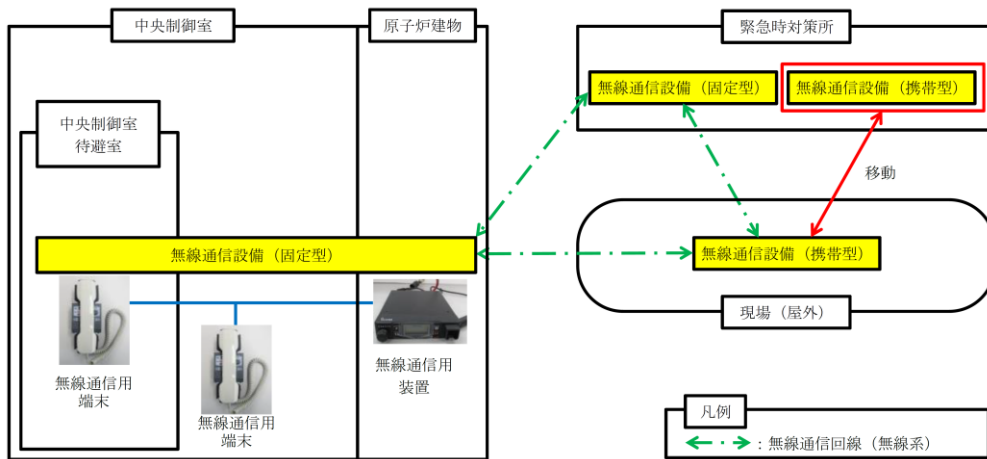 中央制御室
原子炉建物
緊急時対策所
無線通信設備（固定型）
無線通信設備（携帯型）
中央制御室
待避室
移動
無線通信設備（固定型）
無線通信設備（携帯型）
現場（屋外）
無線通信用
端末
無線通信用
端末
無線通信用
装置
凡例
：無線通信回線（無線系）